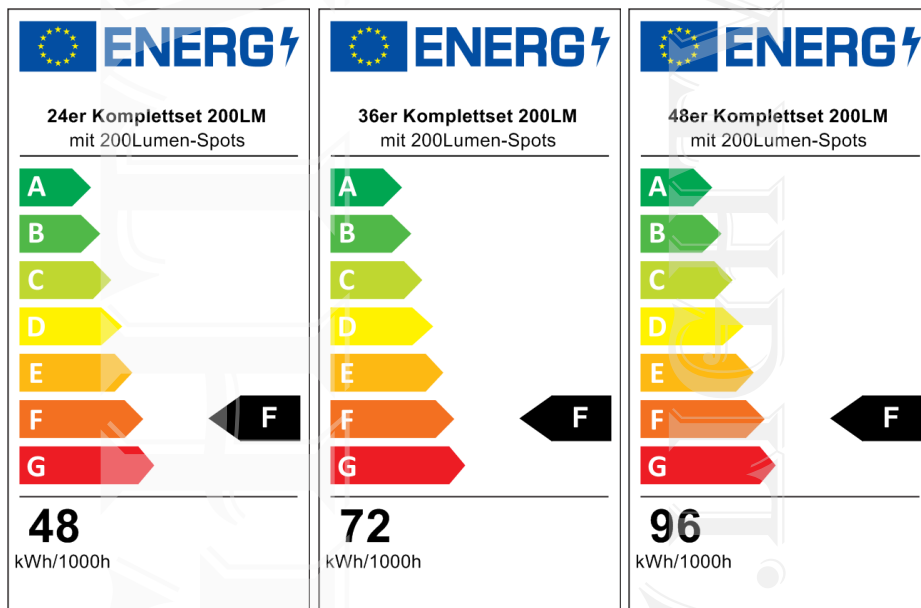 ENERG
24er Komplettset 200LM
mit 200Lumen-Spots
A
B
C
D
E
F
F
G
48
kWh/1000h
ENERG
36er Komplettset 200LM
mit 200Lumen-Spots
A
B
C
D
E
F
F
G
72
kWh/1000h
ENERG
48er Komplettset 200LM
mit 200Lumen-Spots
A
B
C
D
E
F
F
G
96
kWh/1000h